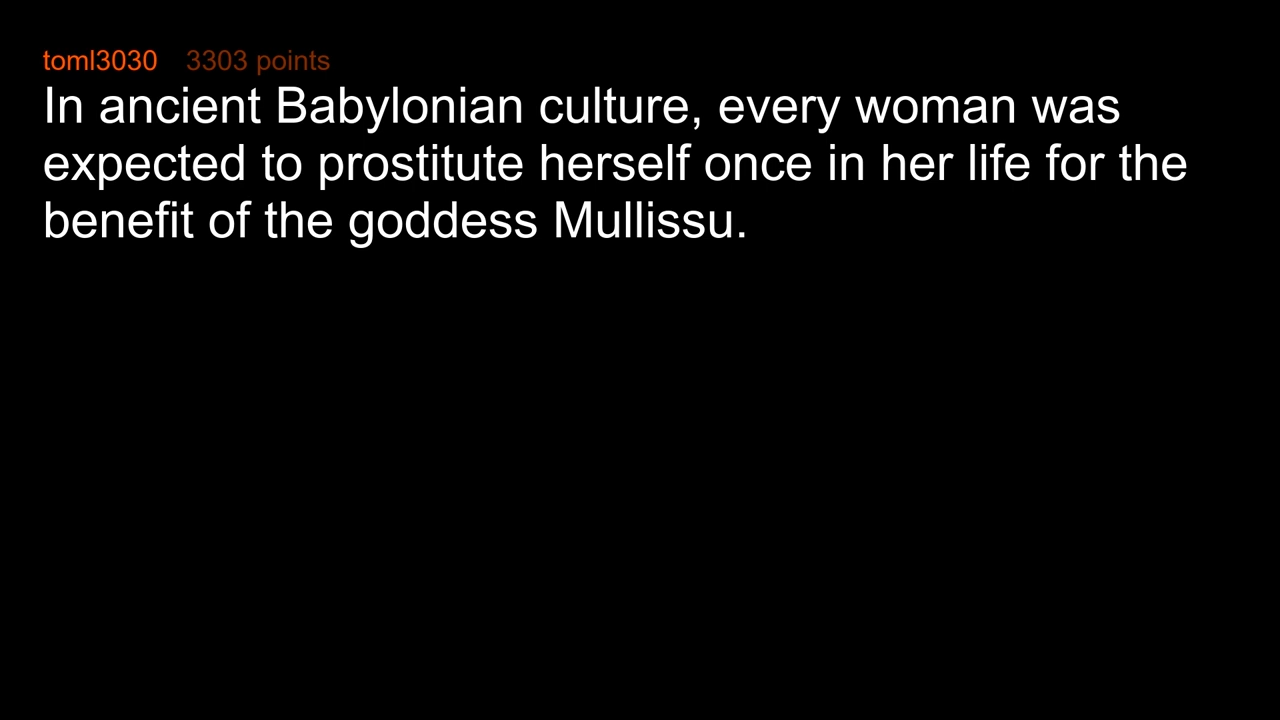 toml3030 3303 points
In ancient Babylonian culture, every woman was
expected to prostitute herself once in her life for the
benefit of the goddess Mullissu.